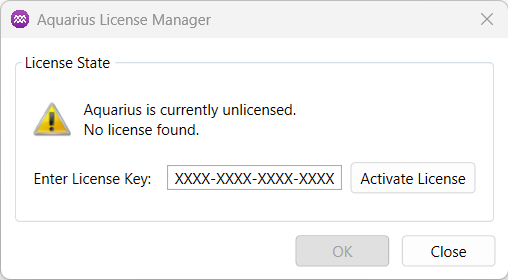 Aquarius License Manager
License State
Aquarius is currently unlicensed.
No license found.
Enter License Key: XXXX-XXXX-XXXX-XXXX Activate License
OK Close